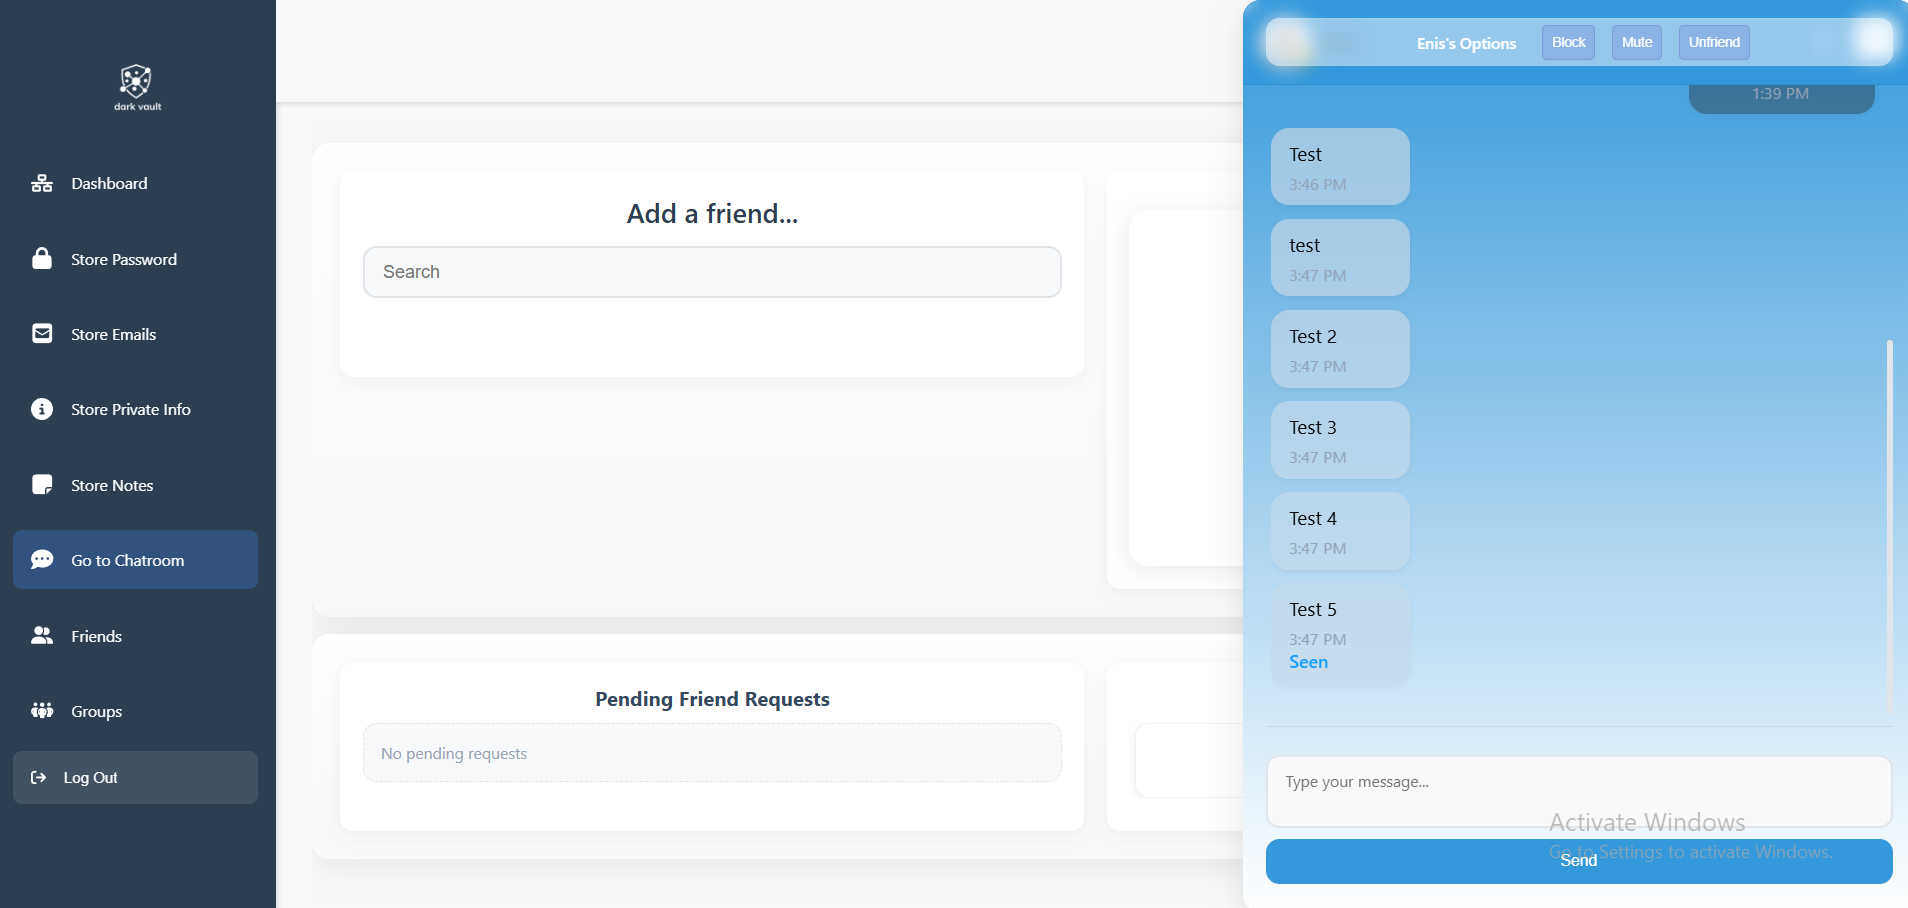 dark vault
Dashboard
Store Password
Store Emails
Store Private Info
Store Notes
Go to Chatroom
Friends
Groups
Log Out
Add a friend...
Search
Pending Friend Requests
No pending requests
Enis's Options
Block
Mute
Unfriend
1:39 PM
Test
3:46 PM
test
3:47 PM
Test 2
3:47 PM
Test 3
3:47 PM
Test 4
3:47 PM
Test 5
3:47 PM
Seen
Type your message...
Activate Windows
Go to Settings to activate Windows.
Send